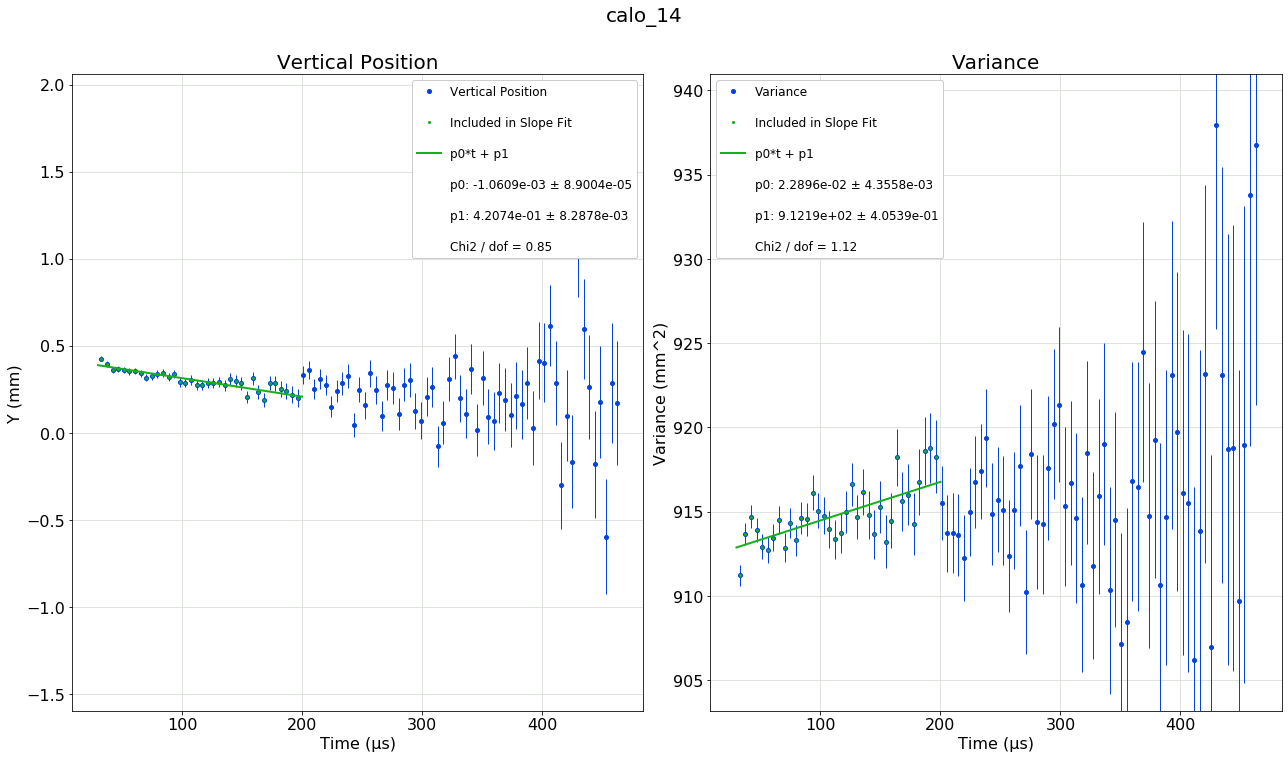 calo_14
Vertical Position
2.0
1.5
1.0
0.5
0.0
−0.5
−1.0
−1.5
Y (mm)
100
200
300
400
Time (μs)
Vertical Position
Included in Slope Fit
p0*t + p1
p0: -1.0609e-03 ± 8.9004e-05
p1: 4.2074e-01 ± 8.2878e-03
Chi2 / dof = 0.85
Variance
940
935
930
925
920
915
910
905
Variance (mm^2)
100
200
300
400
Time (μs)
Variance
Included in Slope Fit
p0*t + p1
p0: 2.2896e-02 ± 4.3558e-03
p1: 9.1219e+02 ± 4.0539e-01
Chi2 / dof = 1.12